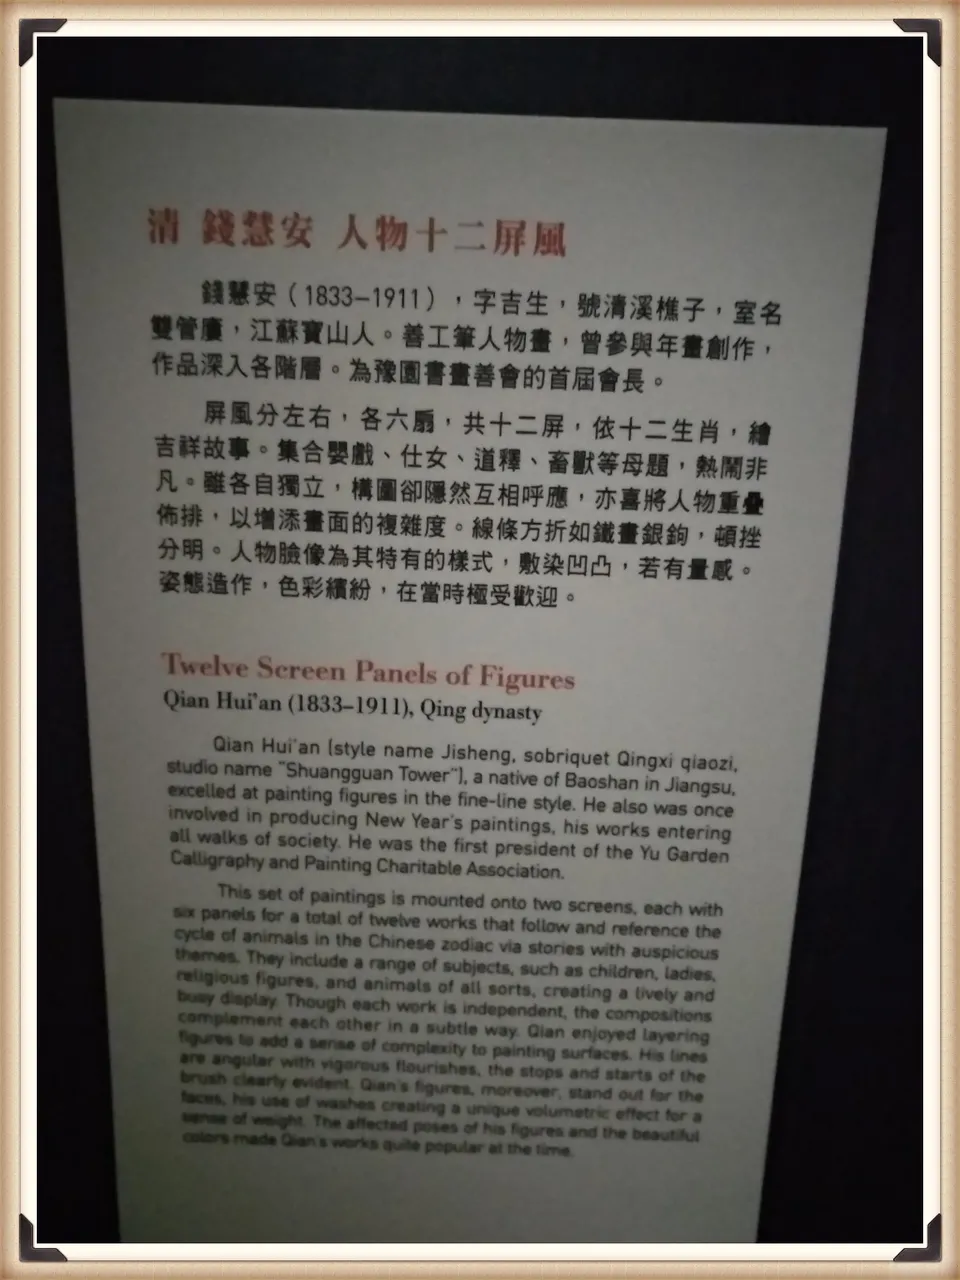 清 錢慧安 人物十二屏風
錢慧安（1833–1911），字吉生，號清溪樵子，室名
雙管廔，江蘇寶山人。善工筆人物畫，曾參與年畫創作，
作品深入各階層。為豫園書畫善會的首屆會長。
屏風分左右，各六扇，共十二屏，依十二生肖，繪
吉祥故事。集合嬰戲、仕女、道釋、畜獸等母題，熱鬧非
凡。雖各自獨立，構圖卻隱然互相呼應，亦喜將人物重疊
佈排，以增添畫面的複雜度。線條方折如鐵畫銀鉤，頓挫
分明。人物臉像為其特有的樣式，敷染凹凸，若有量感。
姿態造作，色彩繽紛，在當時極受歡迎。
Twelve Screen Panels of Figures
Qian Hui'an (1833–1911), Qing dynasty
Qian Hui'an (style name Jisheng, sobriquet Qingxi qiaozi,
studio name "Shuangguan Tower"), a native of Baoshan in Jiangsu,
excelled at painting figures in the fine-line style. He also was once
involved in producing New Year's paintings, his works entering
all walks of society. He was the first president of the Yu Garden
Calligraphy and Painting Charitable Association.
This set of paintings is mounted onto two screens, each with
six panels for a total of twelve works that follow and reference the
cycle of animals in the Chinese zodiac via stories with auspicious
themes. They include a range of subjects, such as children, ladies,
religious figures, and animals of all sorts, creating a lively and
busy display. Though each work is independent, the compositions
complement each other in a subtle way. Qian enjoyed layering
figures to add a sense of complexity to painting surfaces. His lines
are angular with vigorous flourishes, the stops and starts of the
brush clearly evident. Qian's figures, moreover, stand out for the
faces, his use of washes creating a unique volumetric effect for a
sense of weight. The affected poses of his figures and the beautiful
colors made Qian's works quite popular at the time.